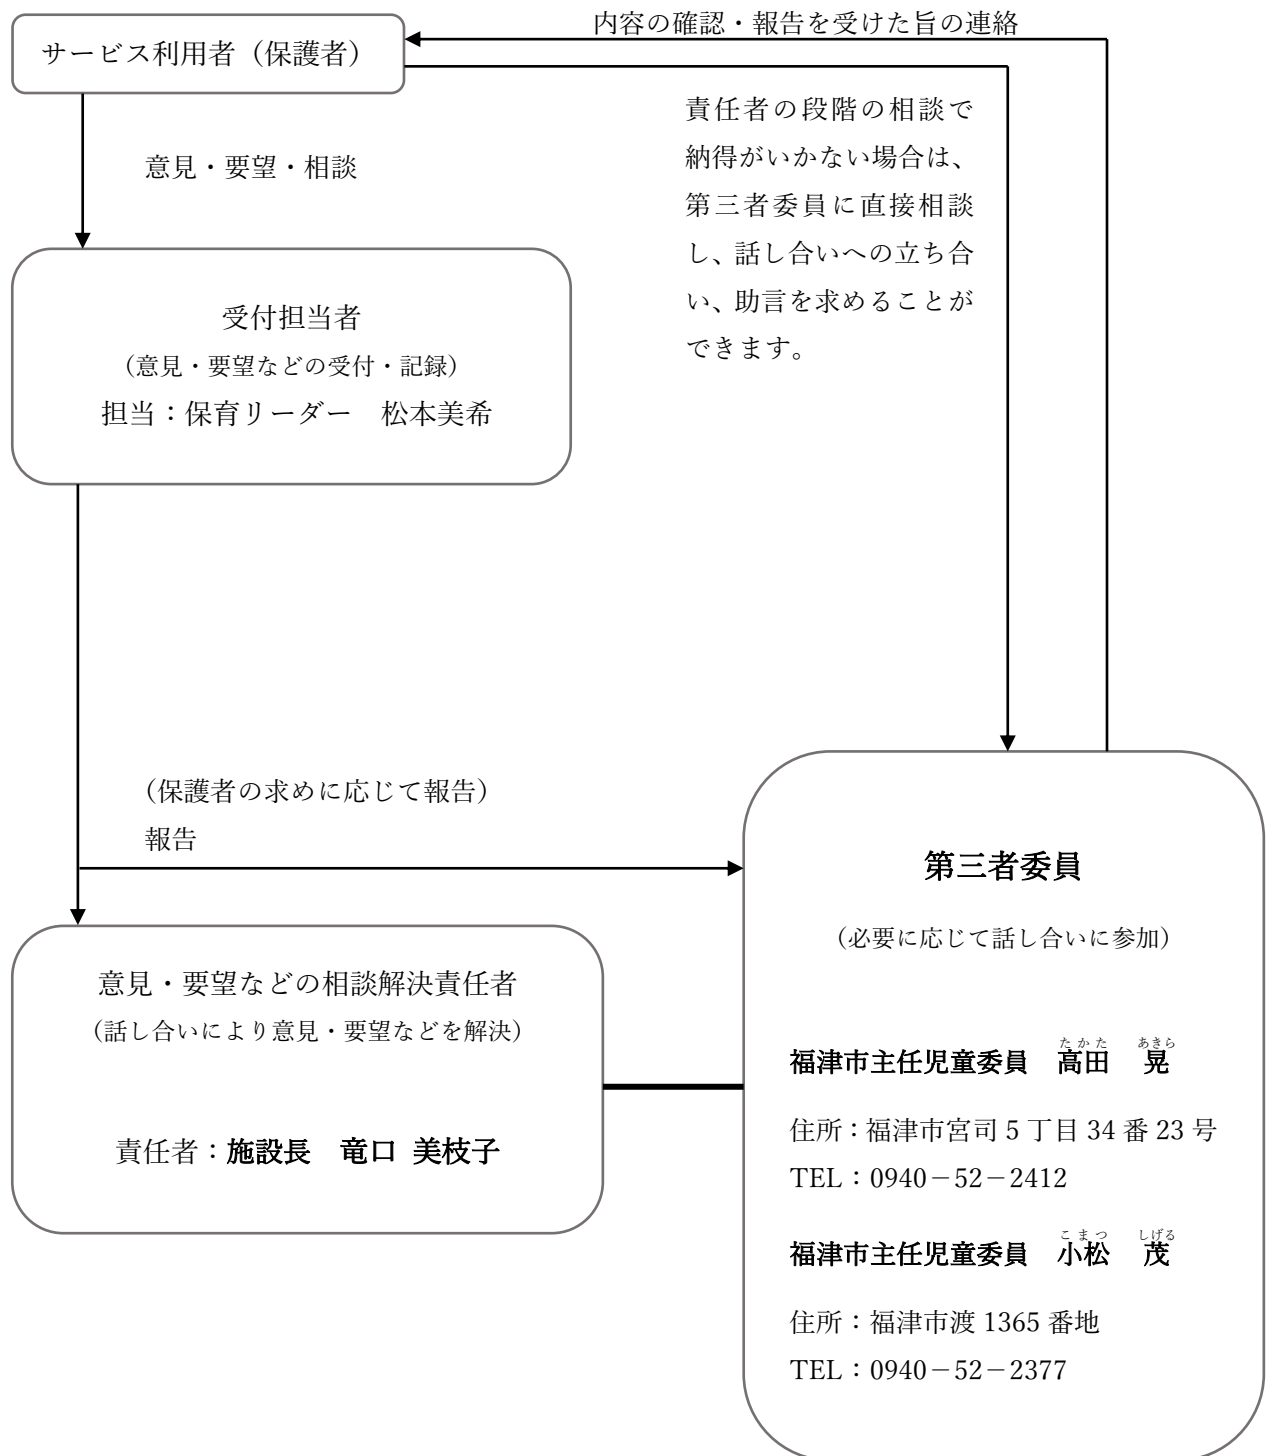 内容の確認・報告を受けた旨の連絡
サービス利用者（保護者）
責任者の段階の相談で
納得がいかない場合は、
第三者委員に直接相談
し、話し合いへの立ち合
い、助言を求めることが
できます。
意見・要望・相談
受付担当者
（意見・要望などの受付・記録）
担当：保育リーダー　松本美希
（保護者の求めに応じて報告）
報告
意見・要望などの相談解決責任者
（話し合いにより意見・要望などを解決）
責任者：施設長　竜口 美枝子
第三者委員
（必要に応じて話し合いに参加）
たかた　あきら
福津市主任児童委員　高田　晃
住所：福津市宮司 5 丁目 34 番 23 号
TEL：0940－52－2412
こまつ　しげる
福津市主任児童委員　小松　茂
住所：福津市渡 1365 番地
TEL：0940－52－2377